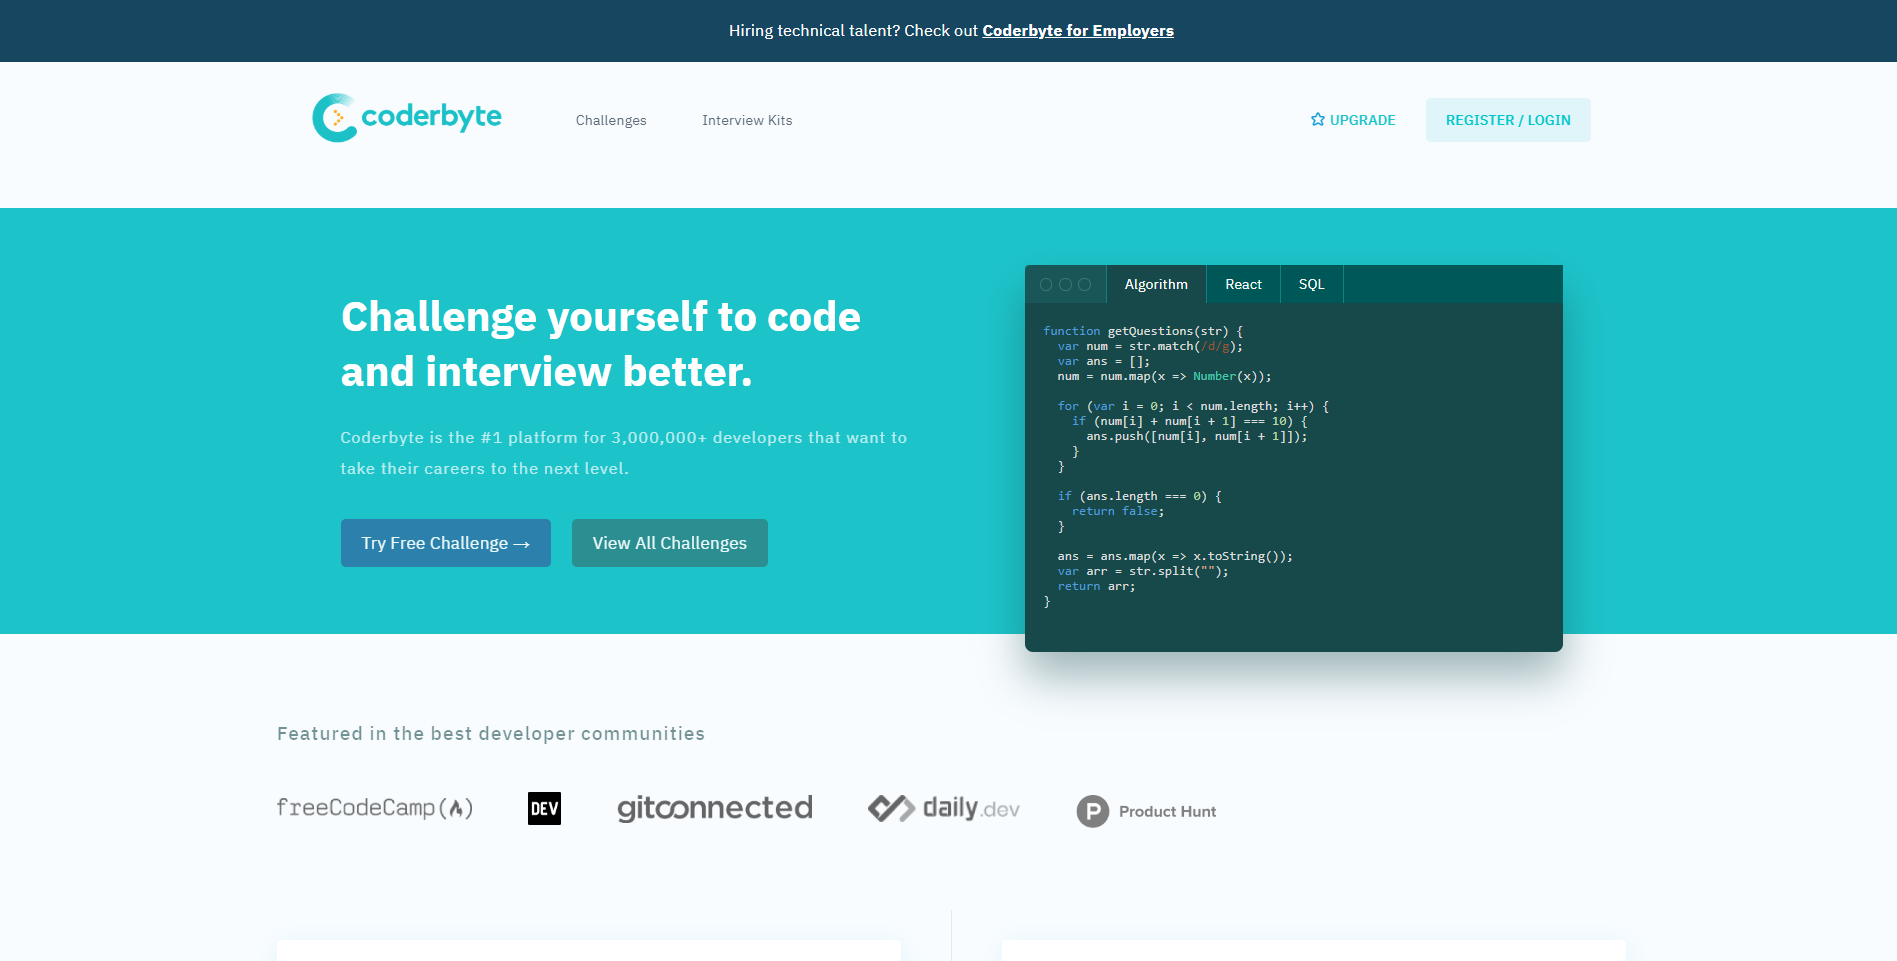 Hiring technical talent? Check out Coderbyte for Employers
coderbyte
Challenges
Interview Kits
UPGRADE
REGISTER / LOGIN
Challenge yourself to code
and interview better.
Coderbyte is the #1 platform for 3,000,000+ developers that want to
take their careers to the next level.
Try Free Challenge →
View All Challenges
Algorithm
React
SQL
function getQuestions(str) {
  var num = str.match(/d/g);
  var ans = [];
  num = num.map(x => Number(x));
  for (var i = 0; i < num.length; i++) {
    if (num[i] + num[i + 1] === 10) {
      ans.push([num[i], num[i + 1]]);
    }
  }
  if (ans.length === 0) {
    return false;
  }
  ans = ans.map(x => x.toString());
  var arr = str.split("");
  return arr;
}
Featured in the best developer communities
freeCodeCamp
DEV
gitconnected
daily.dev
P Product Hunt